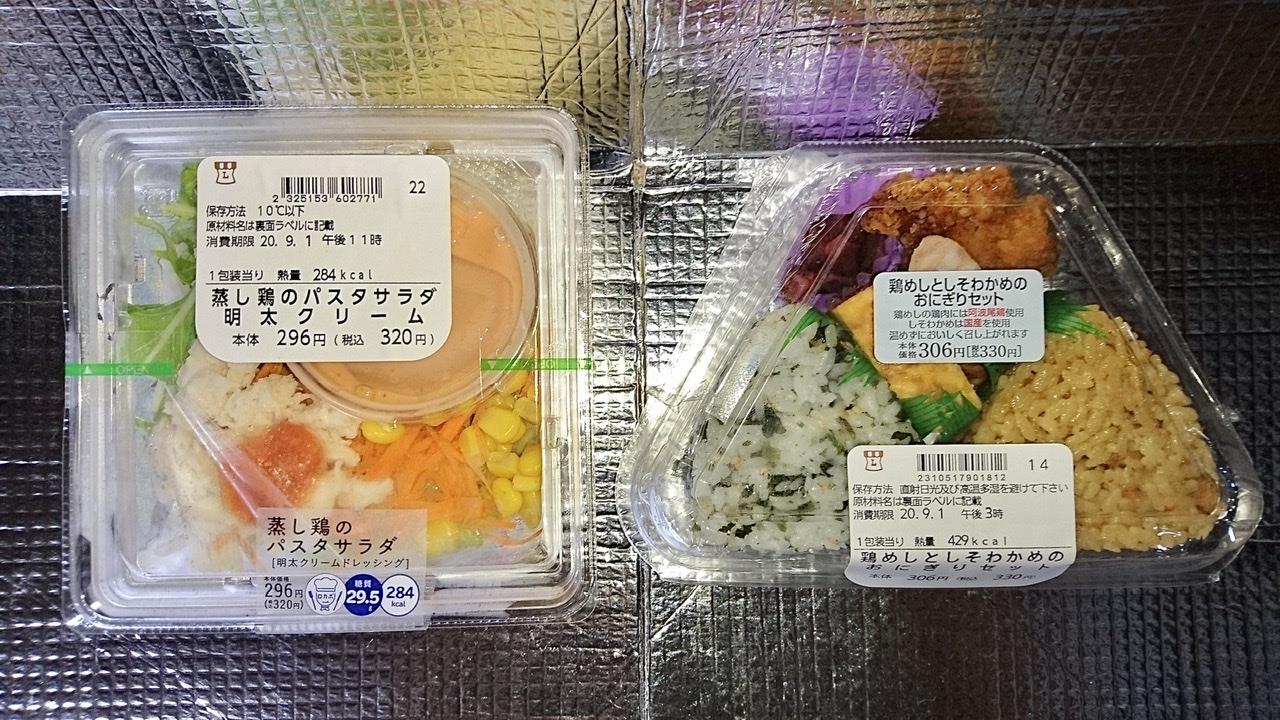 L
22
2 325153 602771
保存方法 10℃以下
原材料名は裏面ラベルに記載
消費期限 20. 9. 1 午後11時
1包装当り 熱量 284kcal
蒸し鶏のパスタサラダ
明太クリーム
本体 296円 (税込 320円)
OPEN
蒸し鶏の
パスタサラダ
[明太クリームドレッシング]
本体価格
296円
(税込320円)
ロカボ
糖質
29.5g
284
kcal
鶏めしとしそわかめの
おにぎりセット
鶏めしの鶏肉には阿波尾鶏使用
しそわかめは国産を使用
温めずにおいしく召し上がれます
本体価格 306円 [税込330円]
L
14
2310517901812
保存方法 直射日光及び高温多湿を避けて下さい
原材料名は裏面ラベルに記載
消費期限 20. 9. 1 午後3時
1包装当り 熱量 429kcal
鶏めしとしそわかめの
おにぎりセット
本体 306円 (税込 330円)